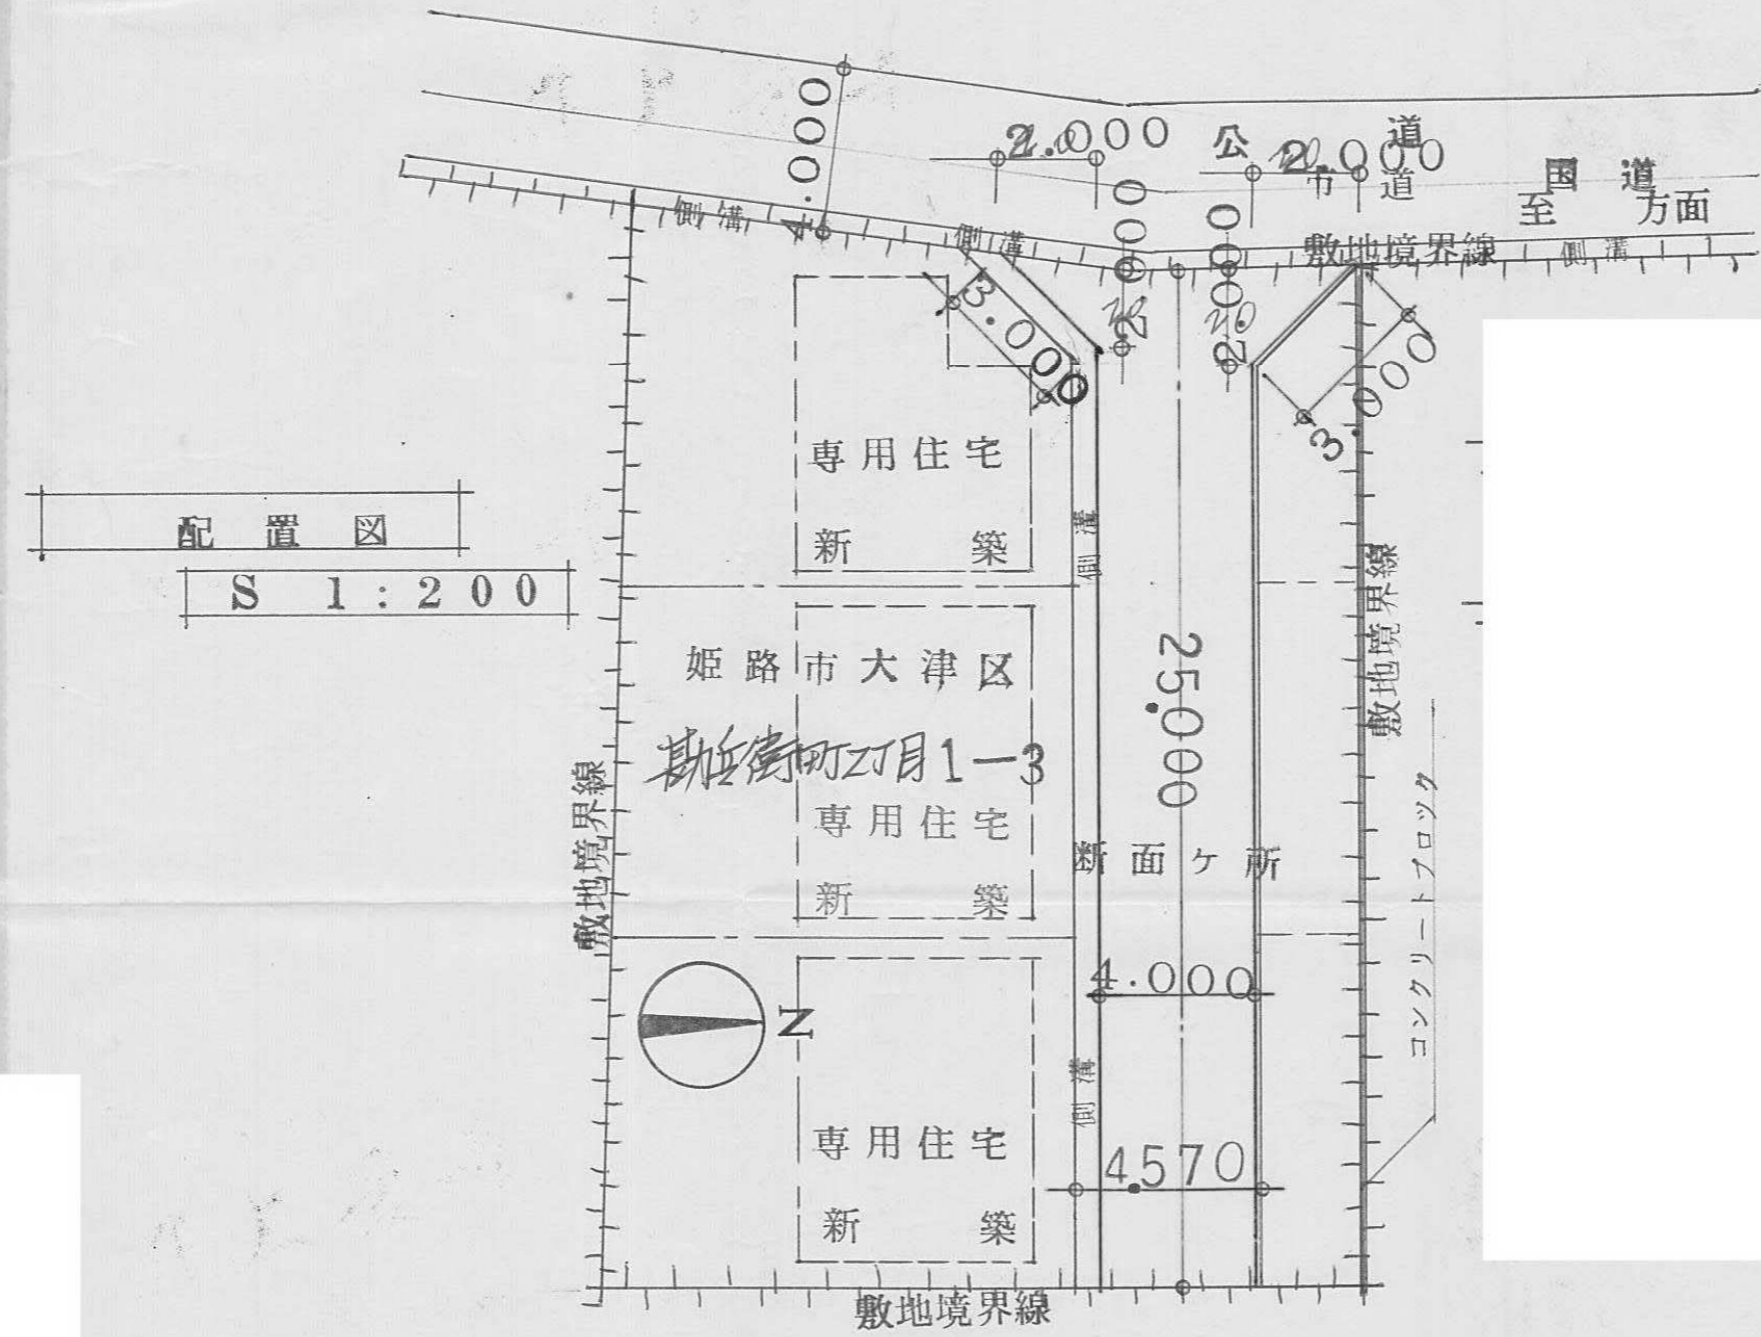 4.000
2.000
公道
2.000
市道
国道
至 方面
側溝
側溝
敷地境界線
側溝
2.000
2.000
3.000
3.000
専用住宅
新築
側溝
配置図
S 1:200
敷地境界線
姫路市大津区
勘兵衛町2丁目1-3
25.000
専用住宅
新築
敷地境界線
断面ケ所
コンクリートブロツク
4.000
N
側溝
専用住宅
新築
4.570
敷地境界線